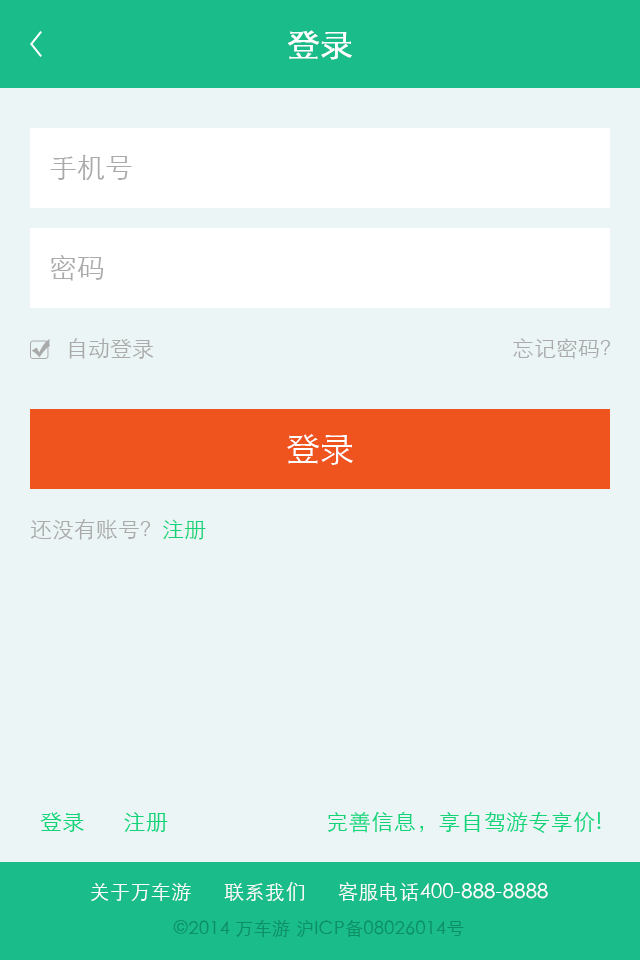 登录
手机号
密码
自动登录 忘记密码?
登录
还没有账号? 注册
登录 注册 完善信息，享自驾游专享价!
关于万车游 联系我们 客服电话400-888-8888
©2014 万车游 沪ICP备08026014号